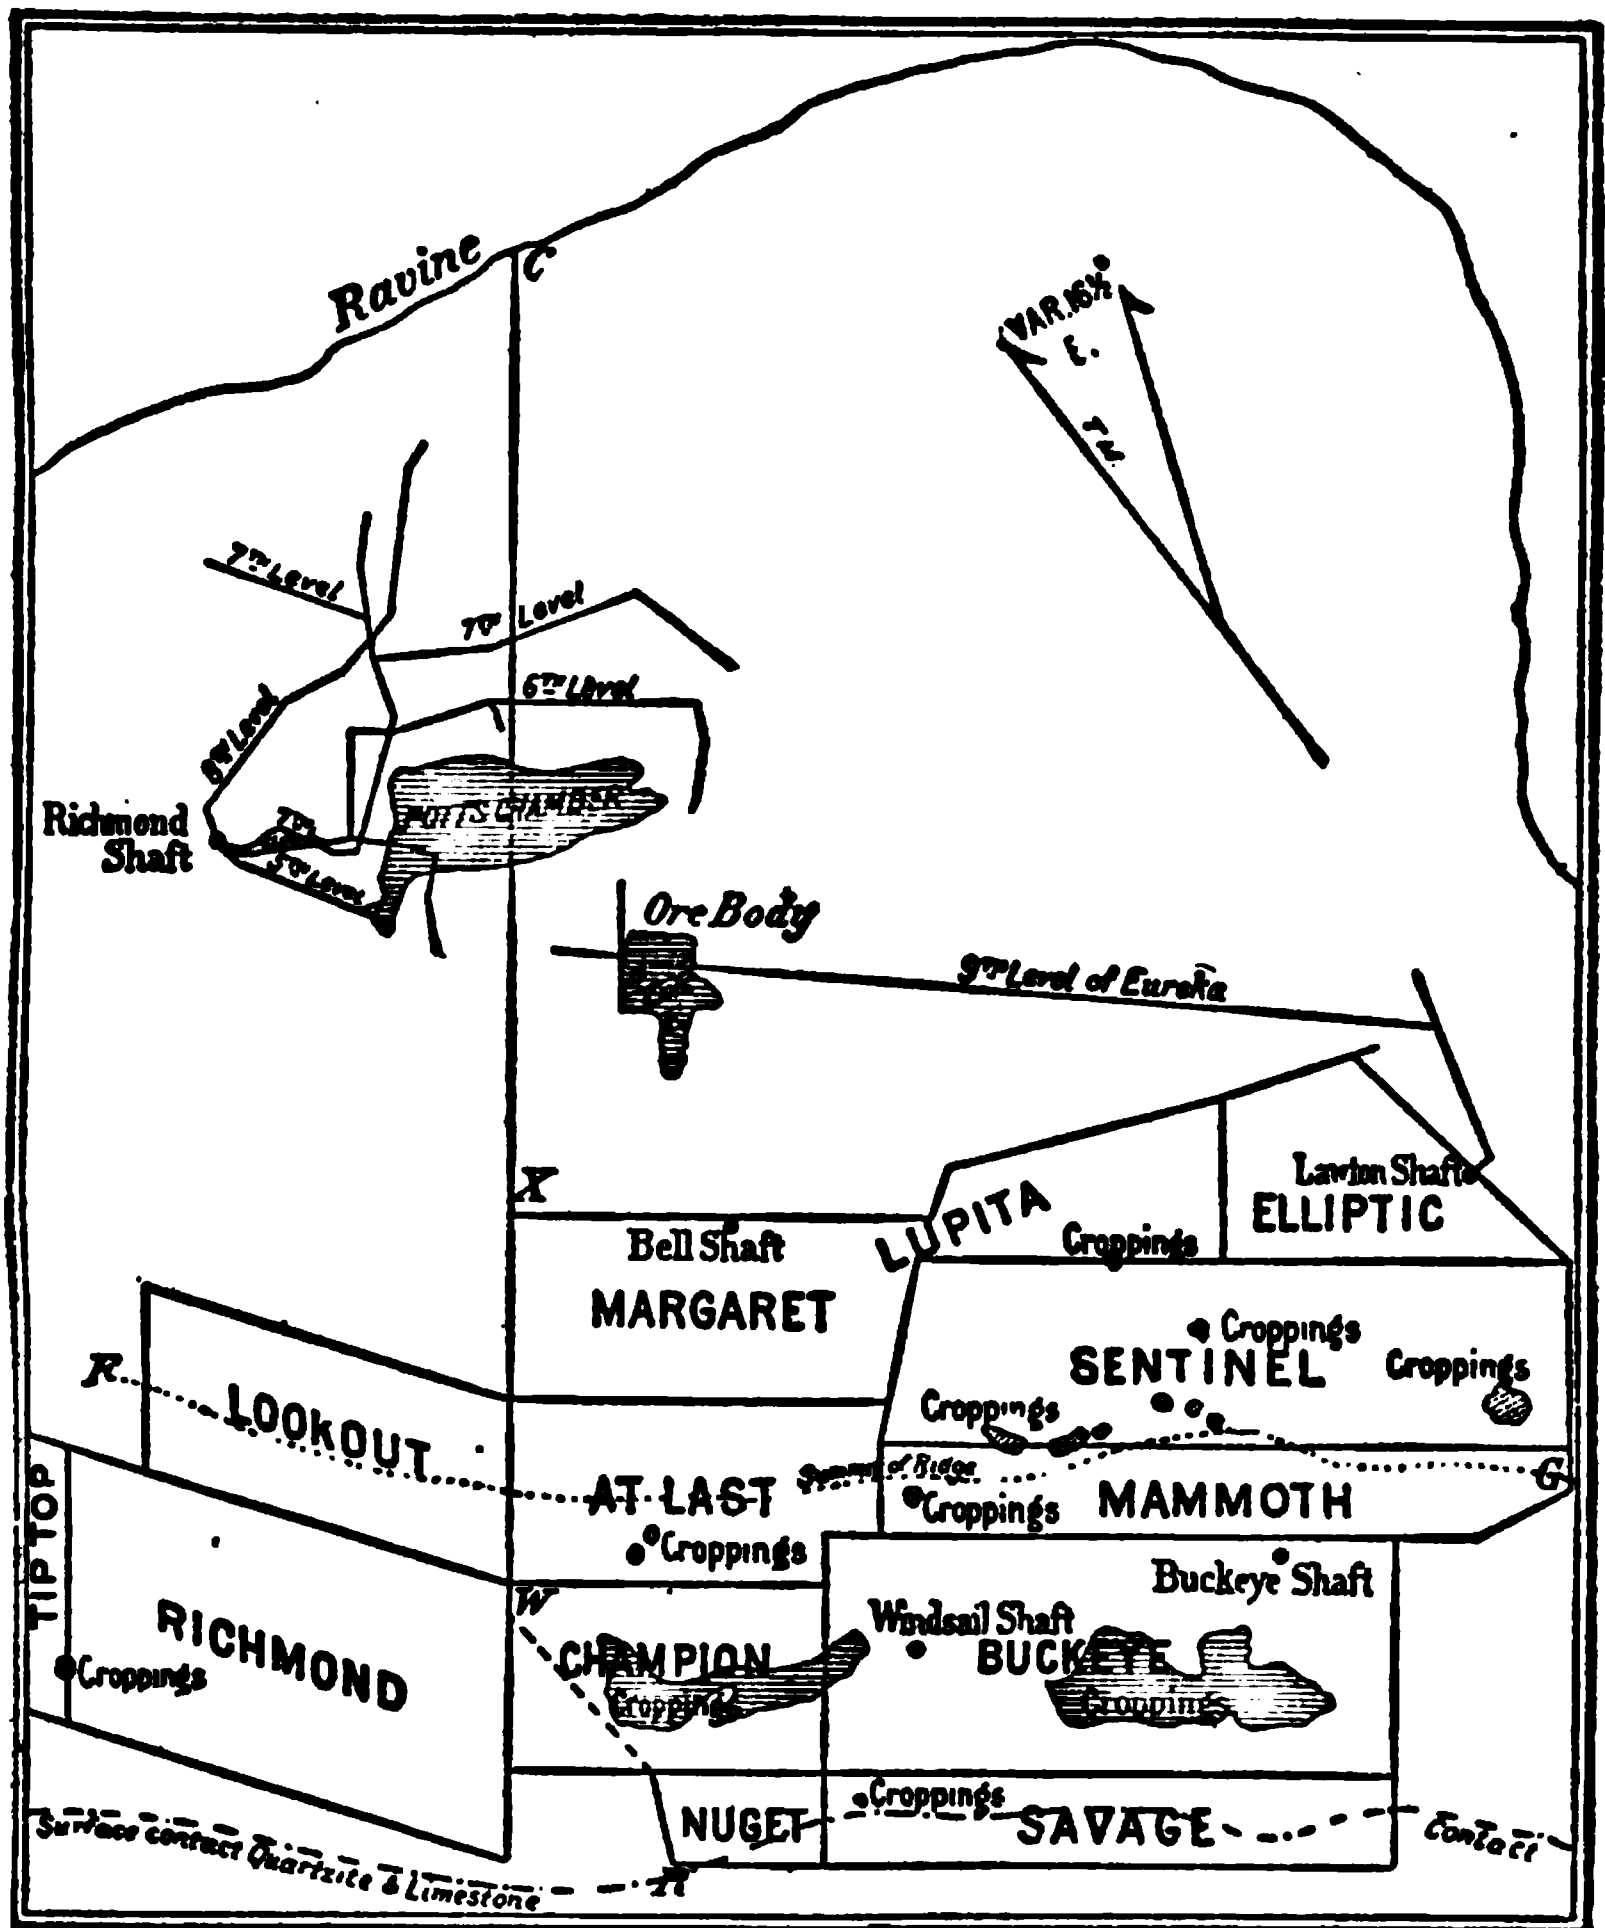 Ravine
C
VAR. 16½°
E.
7TH Level
7TH Level
6TH Level
8TH Level
POTTS CHAMBER
Richmond
Shaft
7TH
5TH Level
Ore Body
9TH Level of Eureka
X
Lawton Shaft
ELLIPTIC
LUPITA
Croppings
Bell Shaft
MARGARET
Croppings
SENTINEL
Croppings
F
LOOKOUT
Croppings
Summit of Ridge
G
AT LAST
Croppings
MAMMOTH
Croppings
TIP TOP
Buckeye Shaft
W
Windsail Shaft
RICHMOND
CHAMPION
BUCKEYE
Croppings
Croppings
Croppings
Croppings
NUGET
SAVAGE
Contact
Surface contact Quartzite & Limestone